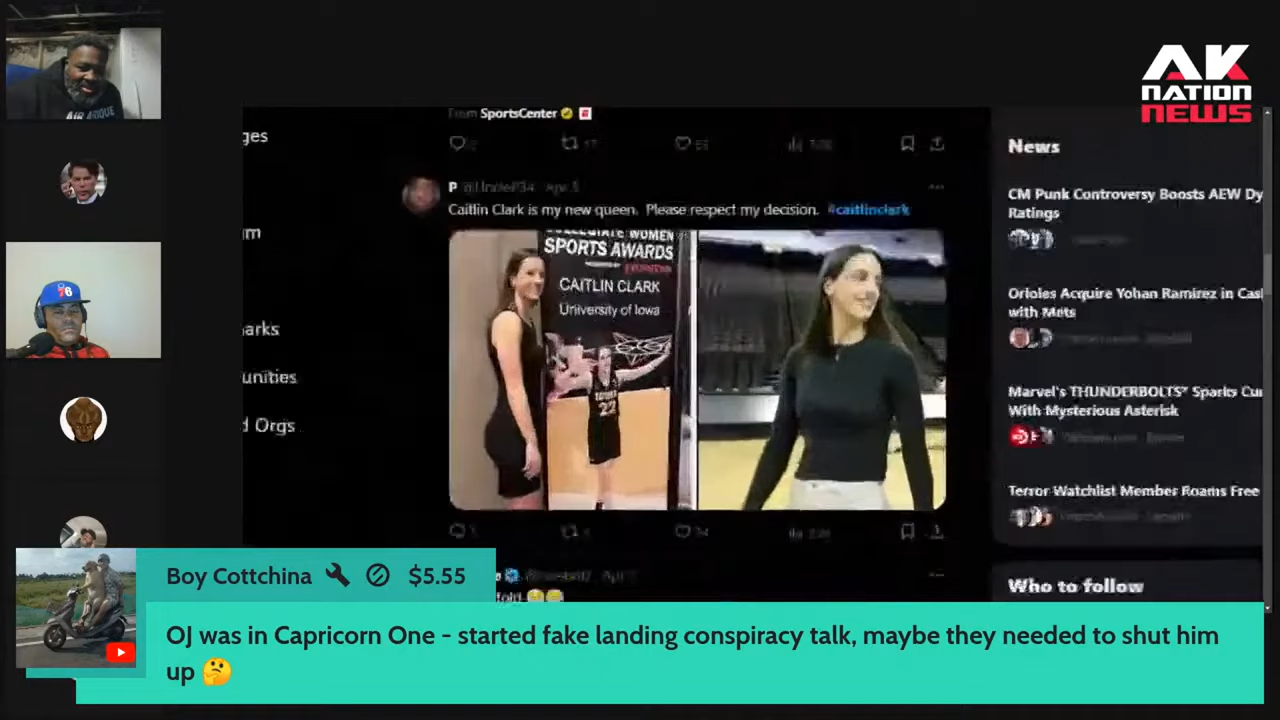 AK
NATION
NEWS
From SportsCenter
ges
News
CM Punk Controversy Boosts AEW Dy
Ratings
P
Caitlin Clark is my new queen. Please respect my decision. #caitlinclark
COLLEGIATE WOMEN
SPORTS AWARDS
CAITLIN CLARK
University of Iowa
22
Orioles Acquire Yohan Ramirez in Cas
with Mets
arks
unities
Marvel's THUNDERBOLTS* Sparks Cur
With Mysterious Asterisk
d Orgs
Terror Watchlist Member Roams Free
Who to follow
Boy Cottchina $5.55
OJ was in Capricorn One - started fake landing conspiracy talk, maybe they needed to shut him
up 🤔